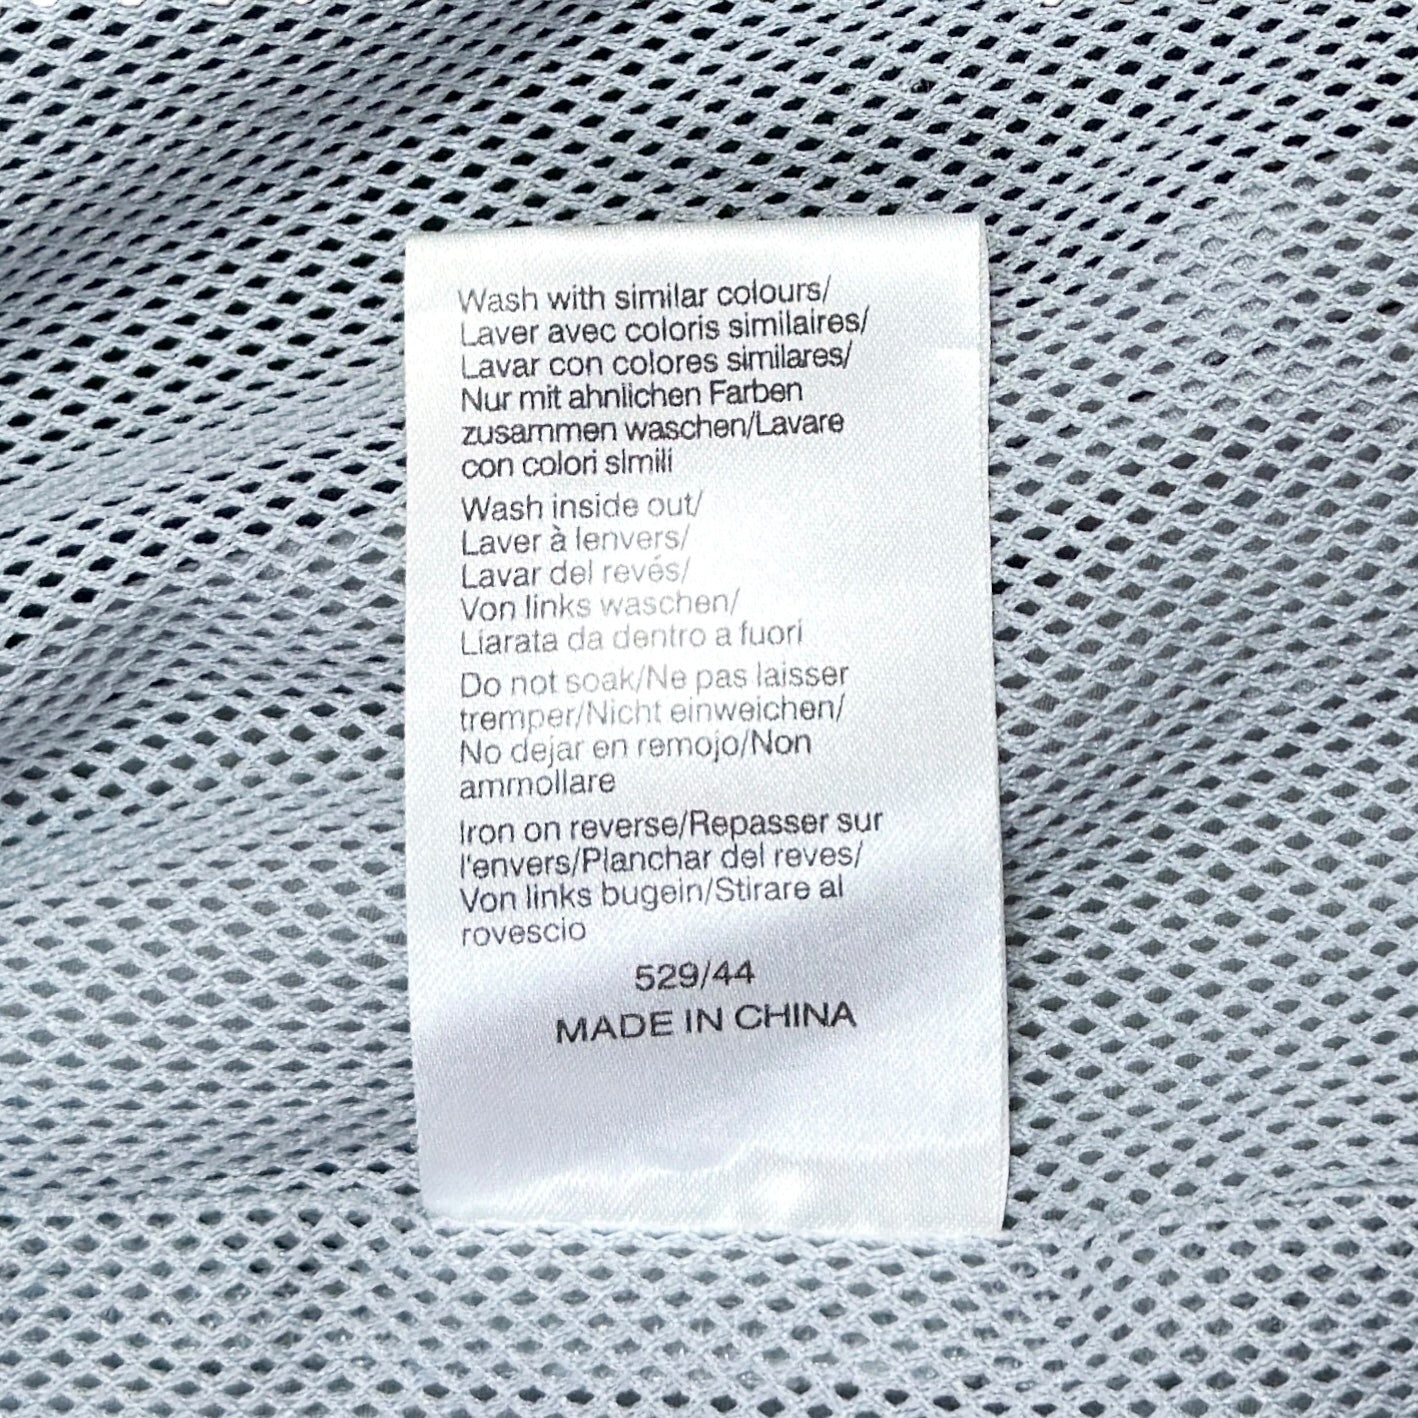 Wash with similar colours/
Laver avec coloris similaires/
Lavar con colores similares/
Nur mit ahnlichen Farben
zusammen waschen/Lavare
con colori simili
Wash inside out/
Laver à lenvers/
Lavar del revés/
Von links waschen/
Liarata da dentro a fuori
Do not soak/Ne pas laisser
tremper/Nicht einweichen/
No dejar en remojo/Non
ammollare
Iron on reverse/Repasser sur
l'envers/Planchar del reves/
Von links bugein/Stirare al
rovescio
529/44
MADE IN CHINA